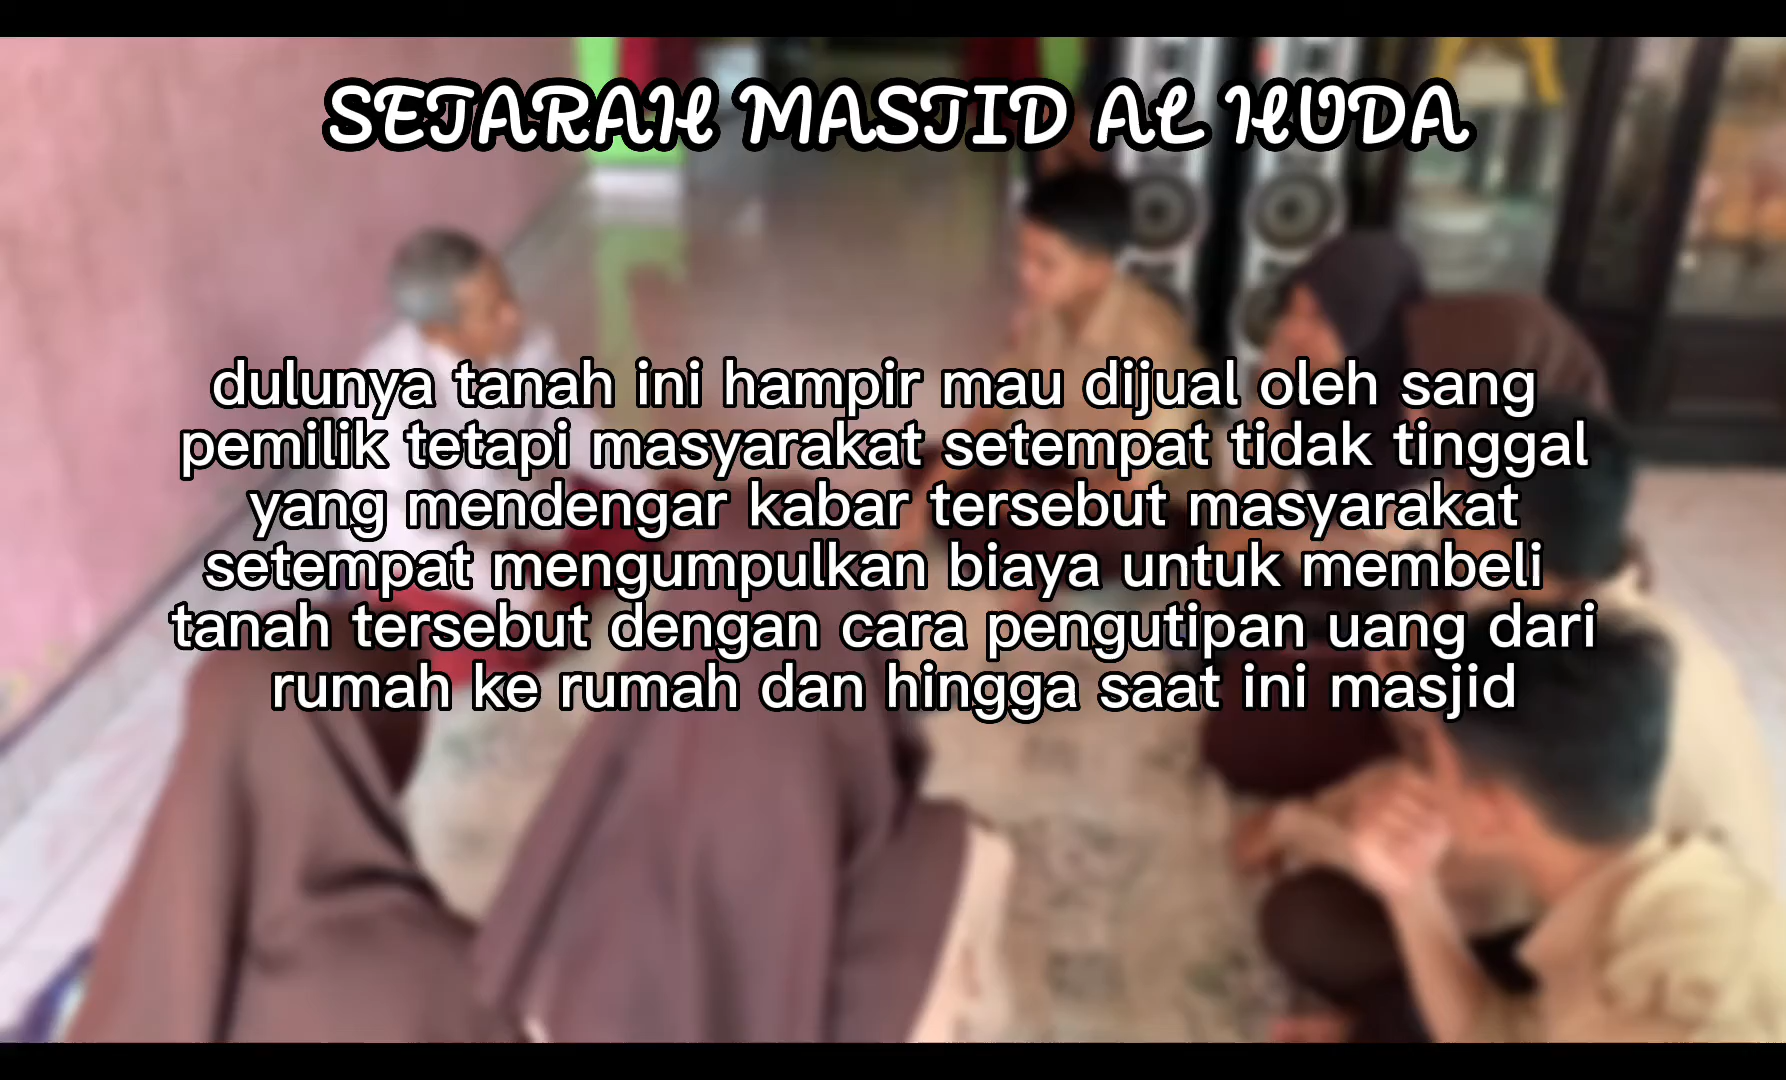 SEJARAH MASJID AL HUDA
dulunya tanah ini hampir mau dijual oleh sang
pemilik tetapi masyarakat setempat tidak tinggal
yang mendengar kabar tersebut masyarakat
setempat mengumpulkan biaya untuk membeli
tanah tersebut dengan cara pengutipan uang dari
rumah ke rumah dan hingga saat ini masjid